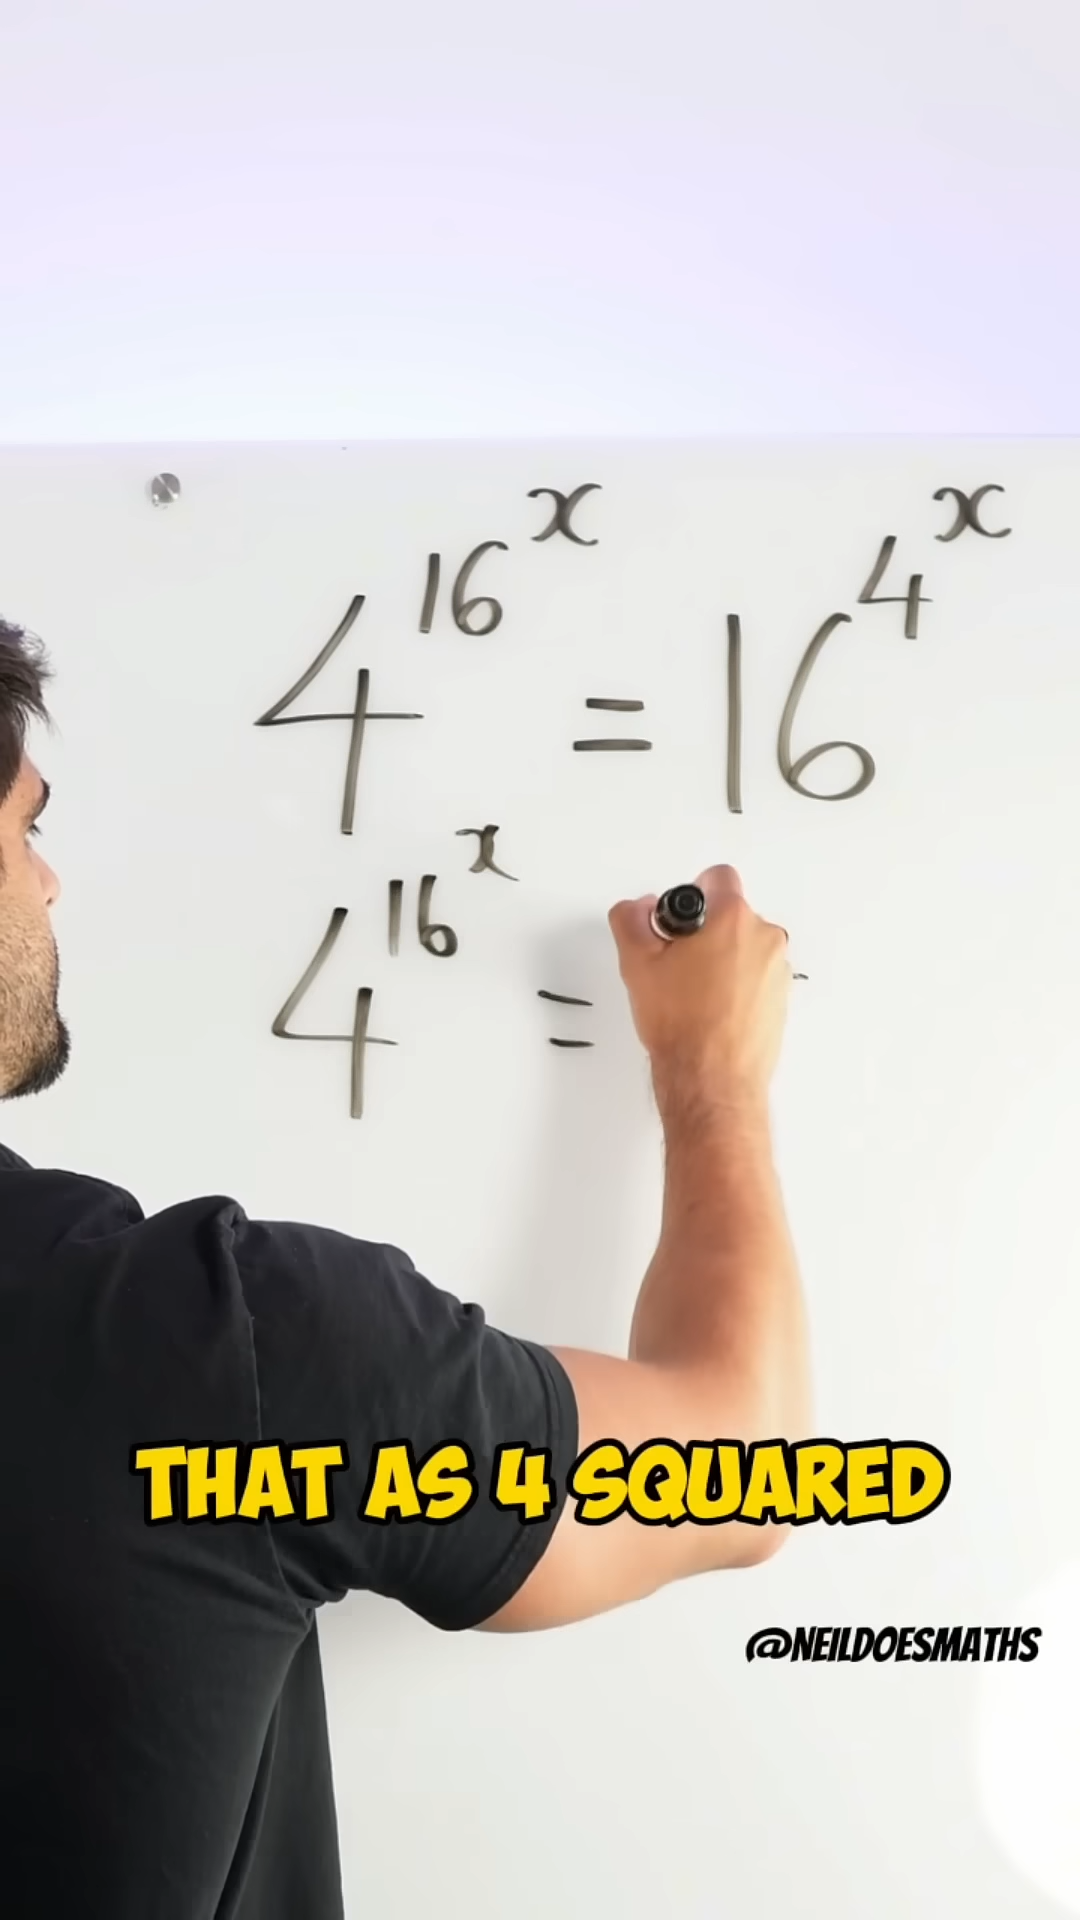 4^16^x = 16^4^x
4^16^x =
THAT AS 4 SQUARED
@NEILDOESMATHS